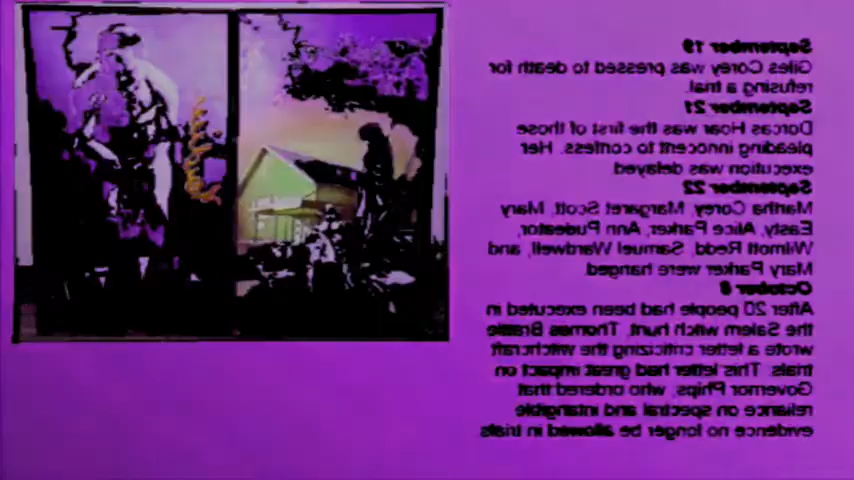 September 19
Giles Corey was pressed to death for
refusing a trial.
September 21
Dorcas Hoar was the first of those
pleading innocent to confess. Her
execution was delayed.
September 22
Martha Corey, Margaret Scott, Mary
Easty, Alice Parker, Ann Pudeator,
Wilmott Redd, Samuel Wardwell, and
Mary Parker were hanged.
October 8
After 20 people had been executed in
the Salem witch hunt, Thomas Brattle
wrote a letter criticizing the witchcraft
trials. This letter had great impact on
Governor Phips, who ordered that
reliance on spectral and intangible
evidence no longer be allowed in trials